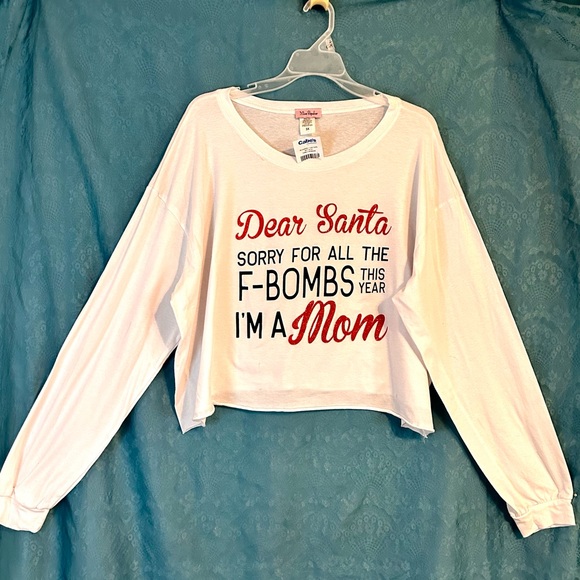 Dear Santa
SORRY FOR ALL THE
F-BOMBS THIS YEAR
I'M A Mom